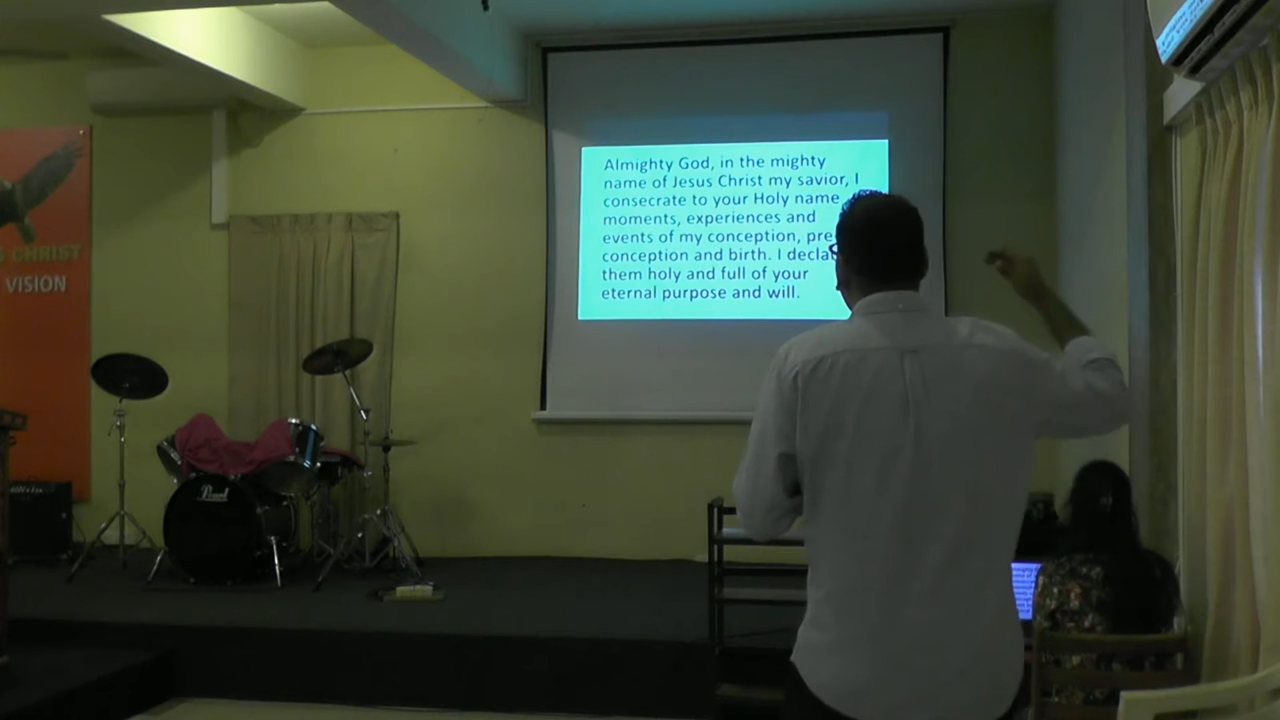 Almighty God, in the mighty
name of Jesus Christ my savior, I
consecrate to your Holy name
moments, experiences and
events of my conception, pre
conception and birth. I decla
them holy and full of your
eternal purpose and will.
CHRIST
VISION
Pearl